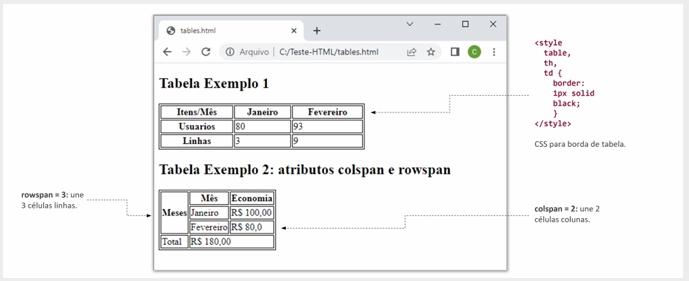 tables.html
Arquivo | C:/Teste-HTML/tables.html
C
Tabela Exemplo 1
Itens/Mês Janeiro Fevereiro
Usuarios 80 93
Linhas 3 9
Tabela Exemplo 2: atributos colspan e rowspan
Meses Mês Economia
Janeiro R$ 100,00
Fevereiro R$ 80,0
Total R$ 180,00
rowspan = 3: une
3 células linhas.
<style
table,
th,
td {
border:
1px solid
black;
}
</style>
CSS para borda de tabela.
colspan = 2: une 2
células colunas.